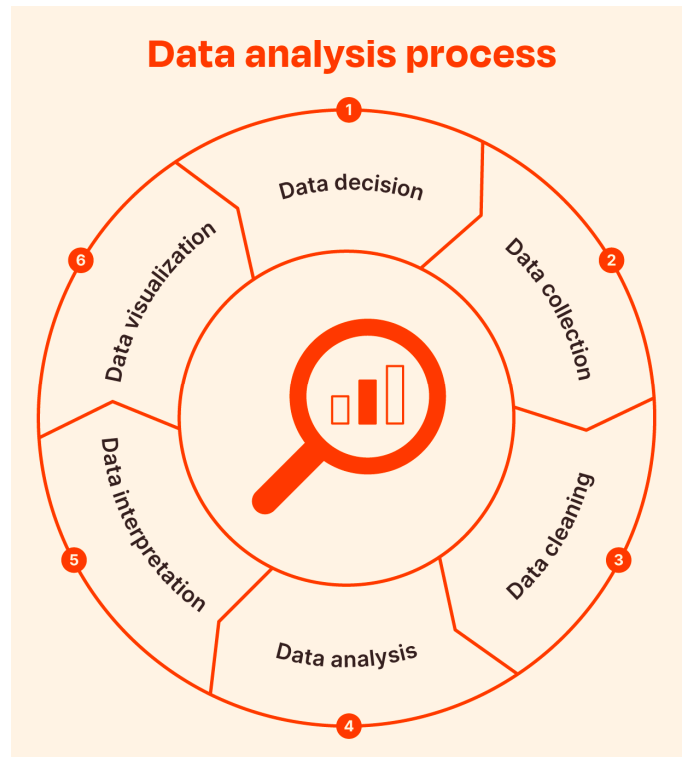 Data analysis process
1
Data decision
2
Data collection
3
Data cleaning
4
Data analysis
5
Data interpretation
6
Data visualization